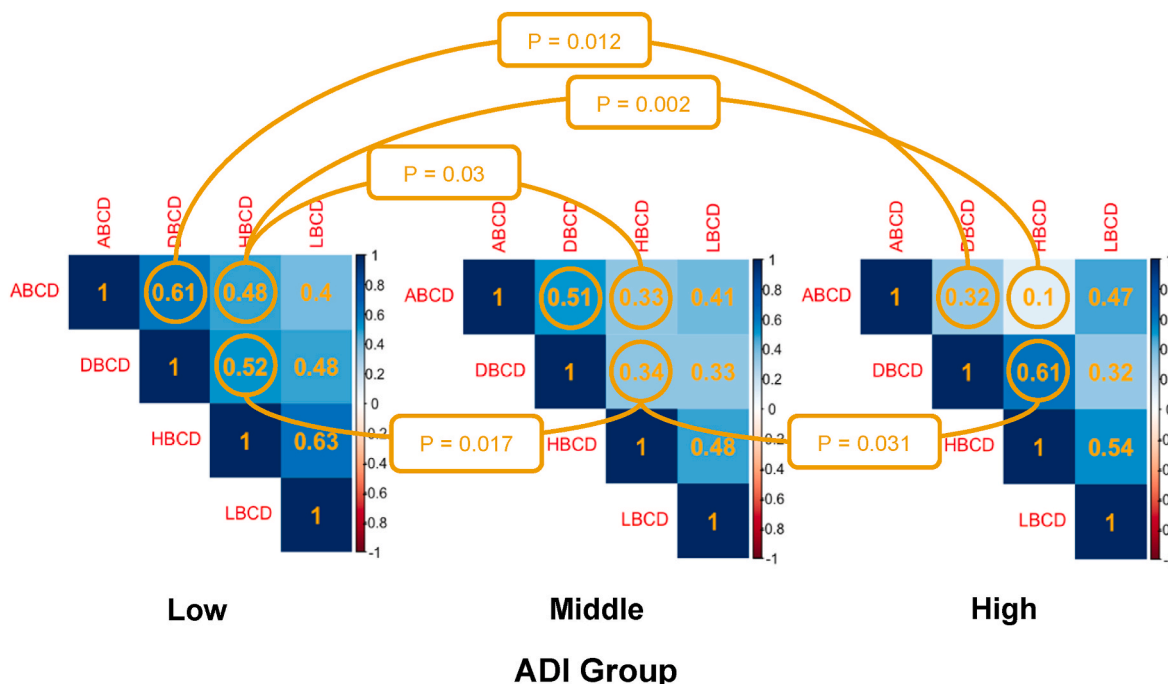 P = 0.012
P = 0.002
P = 0.03
ABCD DBCD HBCD LBCD
ABCD 1 0.61 0.48 0.4
DBCD 1 0.52 0.48
HBCD 1 0.63
LBCD 1
1
0.8
0.6
0.4
0.2
0
-0.2
-0.4
-0.6
-0.8
-1
Low
ABCD DBCD HBCD LBCD
ABCD 1 0.51 0.33 0.41
DBCD 1 0.34 0.33
HBCD 1 0.48
LBCD 1
1
0.8
0.6
0.4
0.2
0
-0.2
-0.4
-0.6
-0.8
-1
Middle
ABCD DBCD HBCD LBCD
ABCD 1 0.32 0.1 0.47
DBCD 1 0.61 0.32
HBCD 1 0.54
LBCD 1
High
P = 0.017
P = 0.031
ADI Group